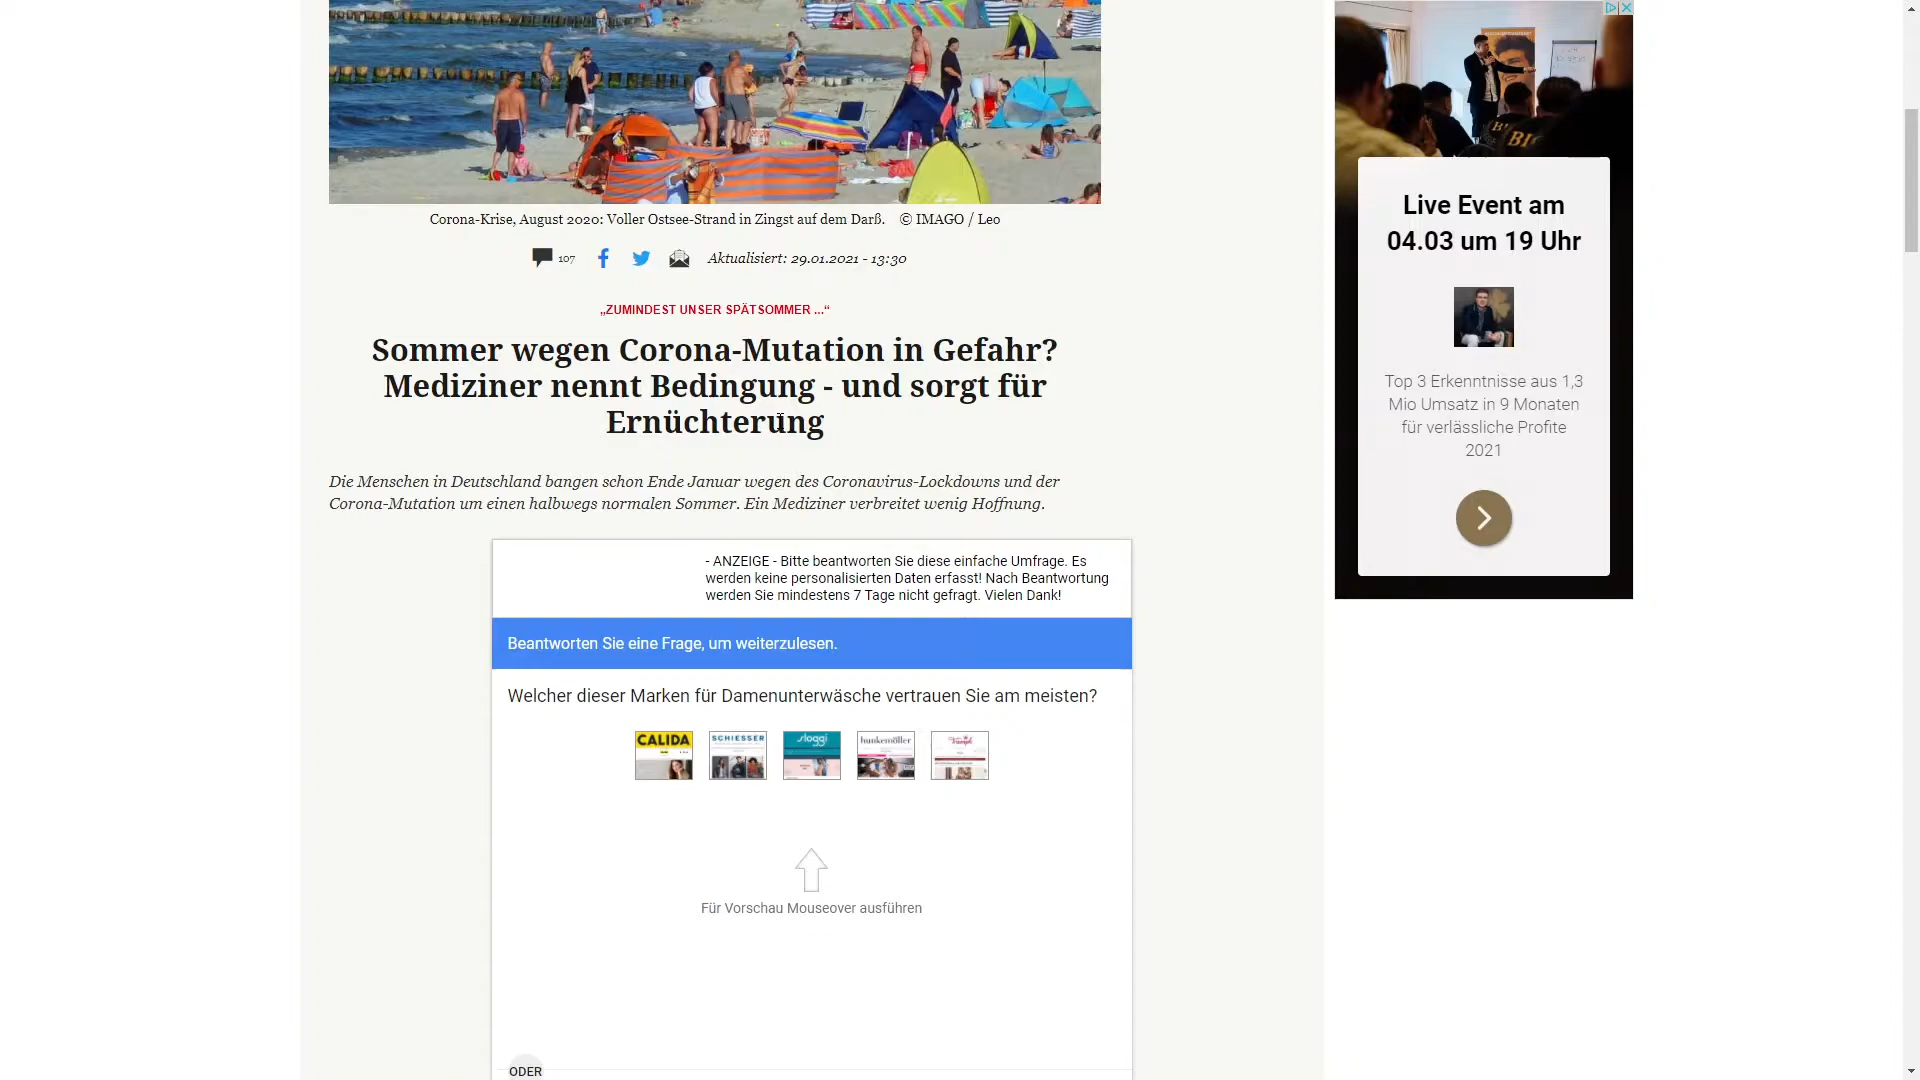 Corona-Krise, August 2020: Voller Ostsee-Strand in Zingst auf dem Darß. © IMAGO / Leo
107
Aktualisiert: 29.01.2021 - 13:30
„ZUMINDEST UNSER SPÄTSOMMER ...“
Sommer wegen Corona-Mutation in Gefahr?
Mediziner nennt Bedingung - und sorgt für
Ernüchterung
Die Menschen in Deutschland bangen schon Ende Januar wegen des Coronavirus-Lockdowns und der
Corona-Mutation um einen halbwegs normalen Sommer. Ein Mediziner verbreitet wenig Hoffnung.
- ANZEIGE - Bitte beantworten Sie diese einfache Umfrage. Es
werden keine personalisierten Daten erfasst! Nach Beantwortung
werden Sie mindestens 7 Tage nicht gefragt. Vielen Dank!
Beantworten Sie eine Frage, um weiterzulesen.
Welcher dieser Marken für Damenunterwäsche vertrauen Sie am meisten?
CALIDA
SCHIESSER
sloggi
hunkemöller
Triumph
Für Vorschau Mouseover ausführen
ODER
Live Event am
04.03 um 19 Uhr
Top 3 Erkenntnisse aus 1,3
Mio Umsatz in 9 Monaten
für verlässliche Profite
2021